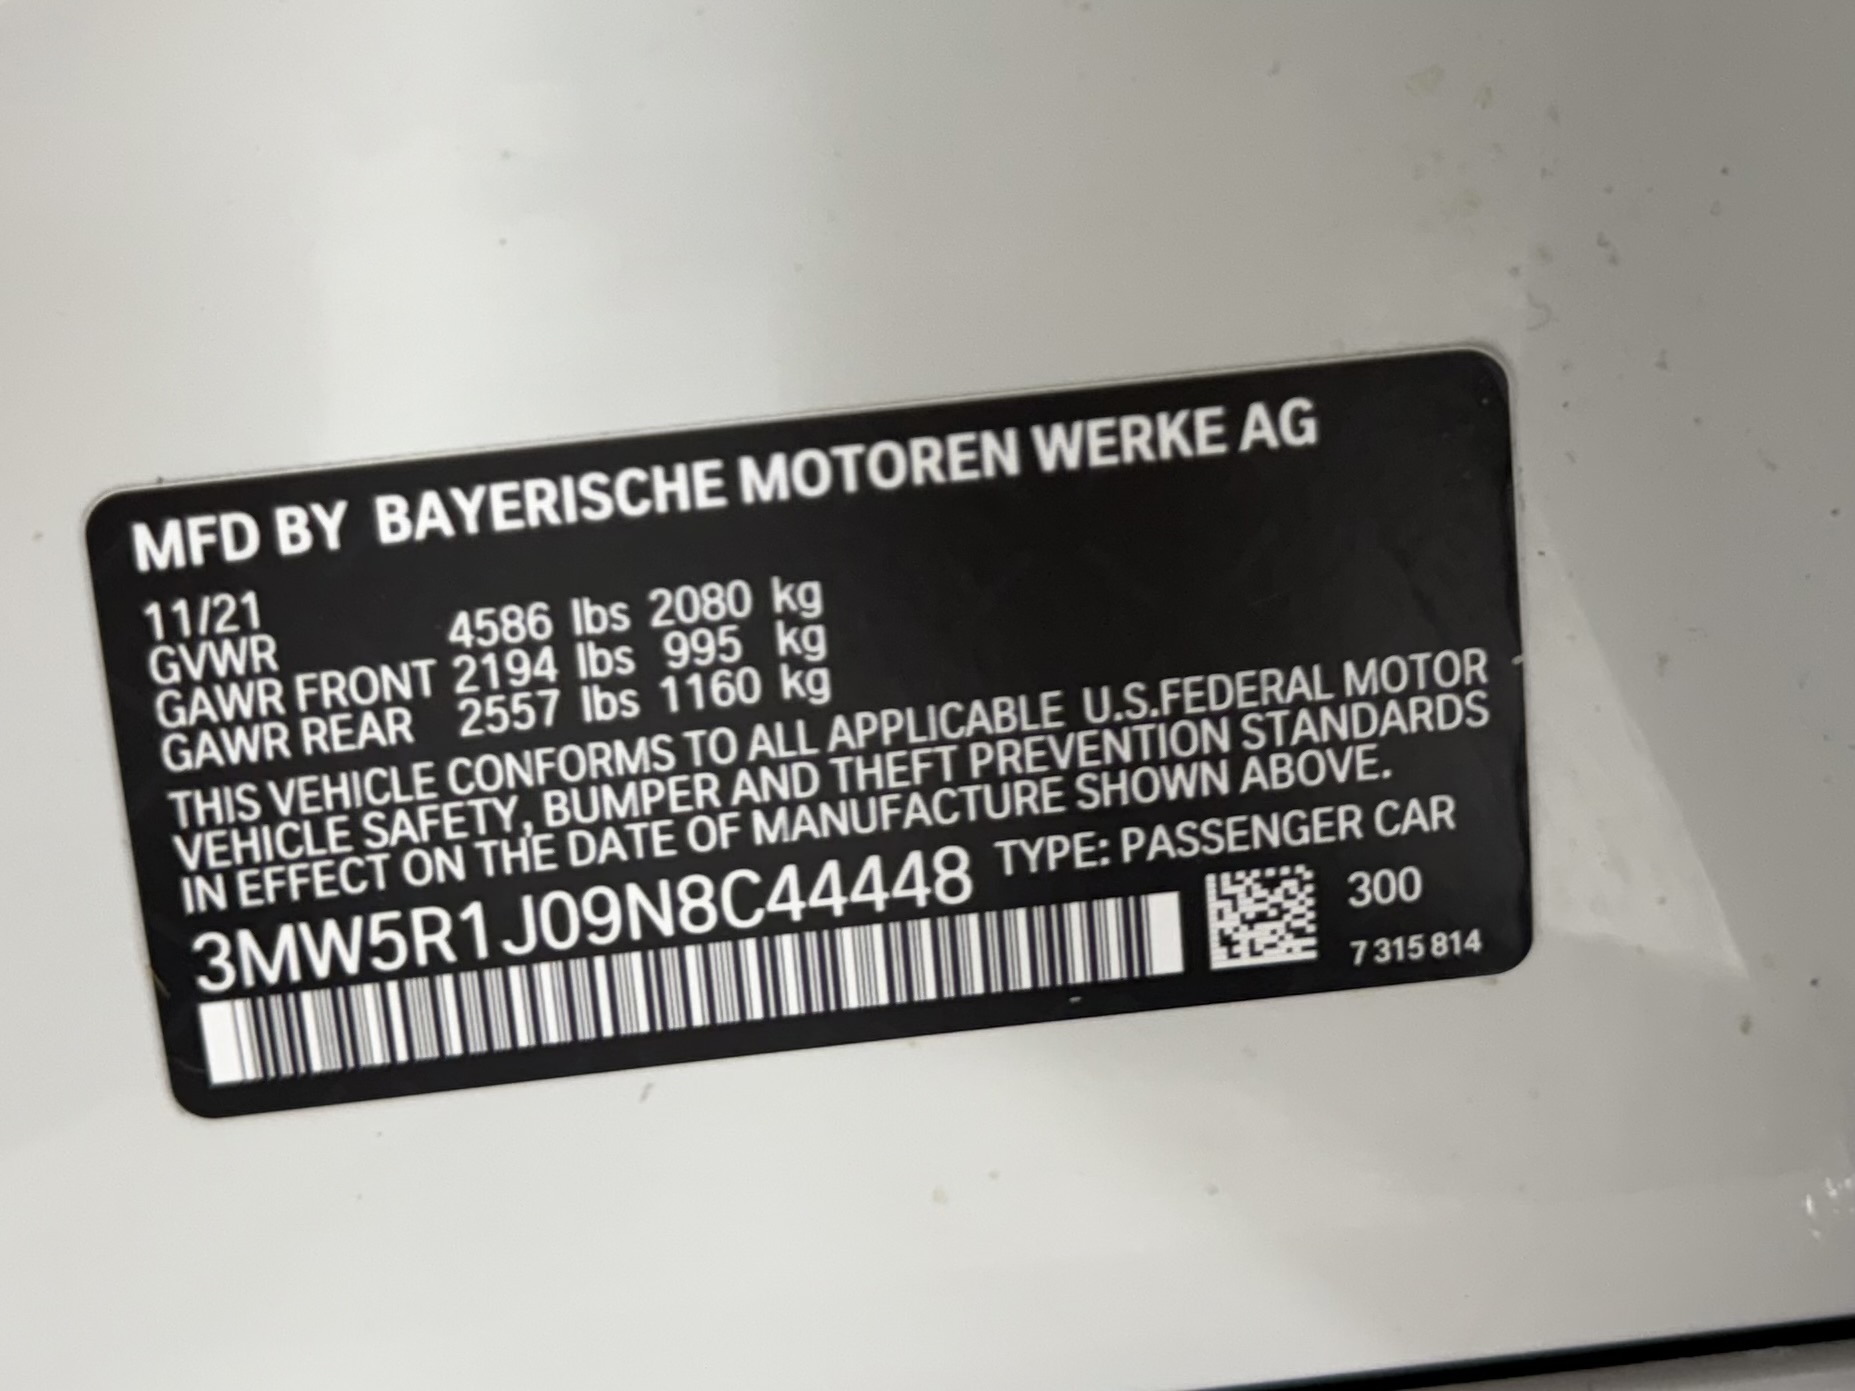 MFD BY BAYERISCHE MOTOREN WERKE AG
11/21
GVWR 4586 lbs 2080 kg
GAWR FRONT 2194 lbs 995 kg
GAWR REAR 2557 lbs 1160 kg
THIS VEHICLE CONFORMS TO ALL APPLICABLE U.S.FEDERAL MOTOR
VEHICLE SAFETY, BUMPER AND THEFT PREVENTION STANDARDS
IN EFFECT ON THE DATE OF MANUFACTURE SHOWN ABOVE.
3MW5R1J09N8C44448 TYPE: PASSENGER CAR
300
7 315 814